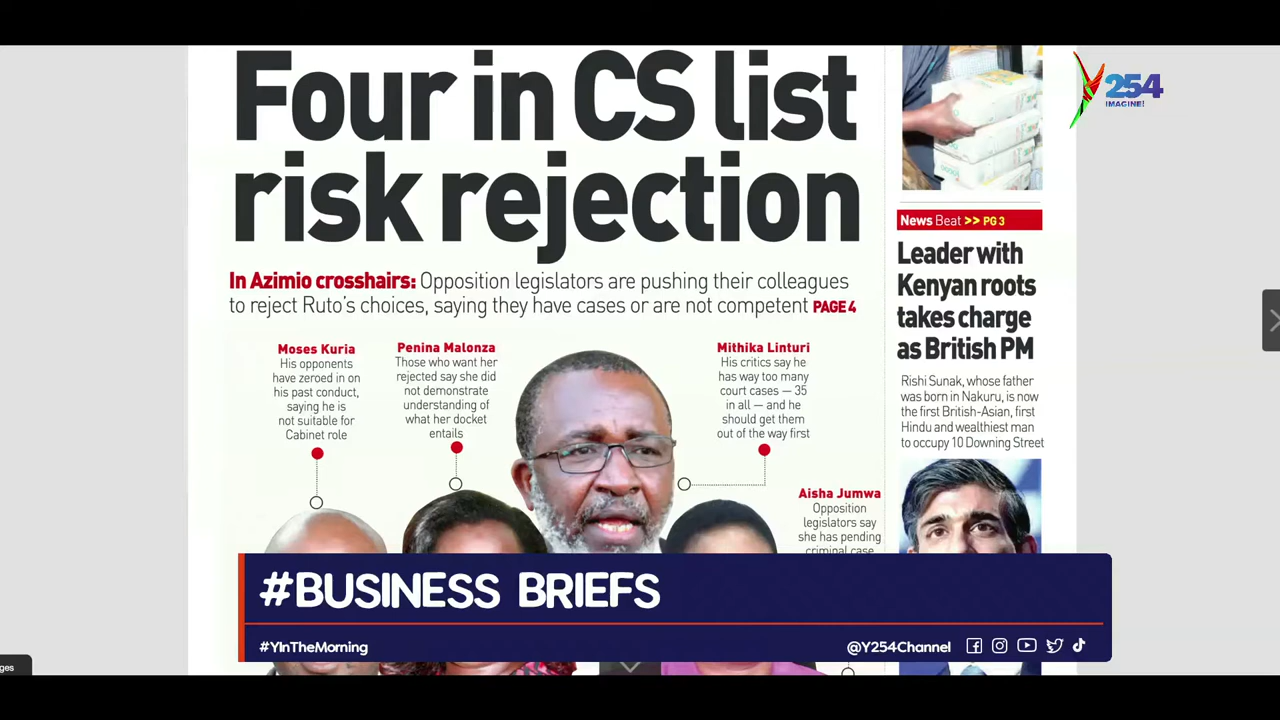 Four in CS list
risk rejection
In Azimio crosshairs: Opposition legislators are pushing their colleagues
to reject Ruto's choices, saying they have cases or are not competent PAGE 4
Moses Kuria
His opponents
have zeroed in on
his past conduct,
saying he is
not suitable for
Cabinet role
Penina Malonza
Those who want her
rejected say she did
not demonstrate
understanding of
what her docket
entails
Mithika Linturi
His critics say he
has way too many
court cases — 35
in all — and he
should get them
out of the way first
Aisha Jumwa
Opposition
legislators say
she has pending
criminal case
254
IMAGINE!
News Beat >> PG 3
Leader with
Kenyan roots
takes charge
as British PM
Rishi Sunak, whose father
was born in Nakuru, is now
the first British-Asian, first
Hindu and wealthiest man
to occupy 10 Downing Street
#BUSINESS BRIEFS
#YInTheMorning
@Y254Channel
ges